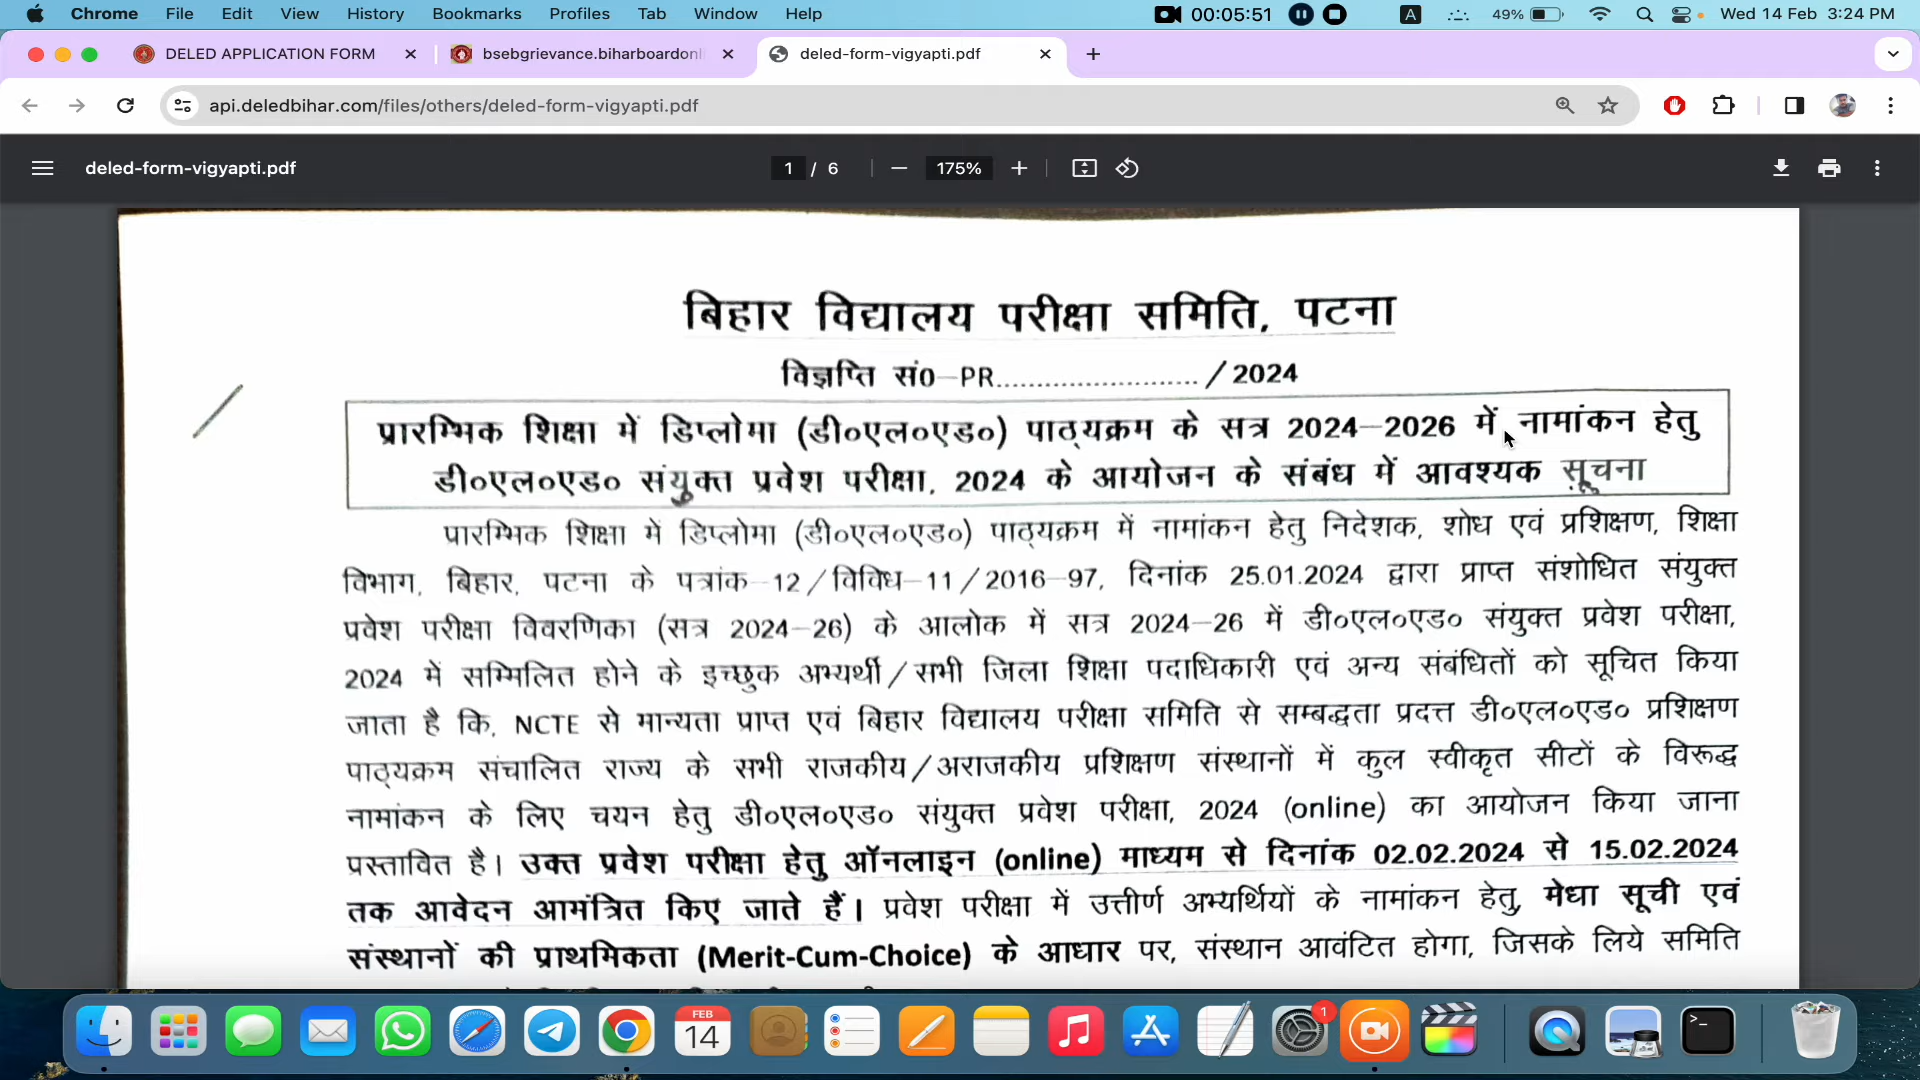 Chrome File Edit View History Bookmarks Profiles Tab Window Help 00:05:51 A 49% Wed 14 Feb 3:24 PM
DELED APPLICATION FORM bsebgrievance.biharboardonl deled-form-vigyapti.pdf
api.deledbihar.com/files/others/deled-form-vigyapti.pdf
deled-form-vigyapti.pdf 1 / 6 175%
बिहार विद्यालय परीक्षा समिति, पटना
विज्ञप्ति सं0-PR......................... /2024
प्रारम्भिक शिक्षा में डिप्लोमा (डी०एल०एड०) पाठ्यक्रम के सत्र 2024-2026 में नामांकन हेतु
डी०एल०एड० संयुक्त प्रवेश परीक्षा, 2024 के आयोजन के संबंध में आवश्यक सूचना
प्रारम्भिक शिक्षा में डिप्लोमा (डी०एल०एड०) पाठ्यक्रम में नामांकन हेतु निदेशक, शोध एवं प्रशिक्षण, शिक्षा
विभाग, बिहार, पटना के पत्रांक-12/विविध-11/2016-97, दिनांक 25.01.2024 द्वारा प्राप्त संशोधित संयुक्त
प्रवेश परीक्षा विवरणिका (सत्र 2024-26) के आलोक में सत्र 2024-26 में डी०एल०एड० संयुक्त प्रवेश परीक्षा,
2024 में सम्मिलित होने के इच्छुक अभ्यर्थी/सभी जिला शिक्षा पदाधिकारी एवं अन्य संबंधितों को सूचित किया
जाता है कि, NCTE से मान्यता प्राप्त एवं बिहार विद्यालय परीक्षा समिति से सम्बद्धता प्रदत्त डी०एल०एड० प्रशिक्षण
पाठ्यक्रम संचालित राज्य के सभी राजकीय/अराजकीय प्रशिक्षण संस्थानों में कुल स्वीकृत सीटों के विरूद्ध
नामांकन के लिए चयन हेतु डी०एल०एड० संयुक्त प्रवेश परीक्षा, 2024 (online) का आयोजन किया जाना
प्रस्तावित है। उक्त प्रवेश परीक्षा हेतु ऑनलाइन (online) माध्यम से दिनांक 02.02.2024 से 15.02.2024
तक आवेदन आमंत्रित किए जाते हैं। प्रवेश परीक्षा में उत्तीर्ण अभ्यर्थियों के नामांकन हेतु, मेधा सूची एवं
संस्थानों की प्राथमिकता (Merit-Cum-Choice) के आधार पर, संस्थान आवंटित होगा, जिसके लिये समिति
FEB
14
1